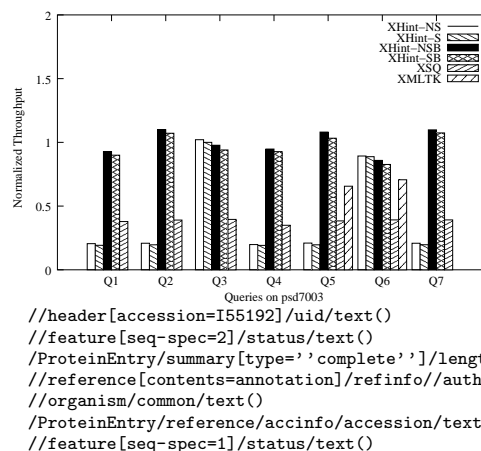 2
1.5
1
0.5
0
Normalized Throughput
XHint-NS
XHint-S
XHint-NSB
XHint-SB
XSQ
XMLTK
Q1 Q2 Q3 Q4 Q5 Q6 Q7
Queries on psd7003
//header[accession=I55192]/uid/text()
//feature[seq-spec=2]/status/text()
/ProteinEntry/summary[type=''complete'']/lengt
//reference[contents=annotation]/refinfo//auth
//organism/common/text()
/ProteinEntry/reference/accinfo/accession/text
//feature[seq-spec=1]/status/text()